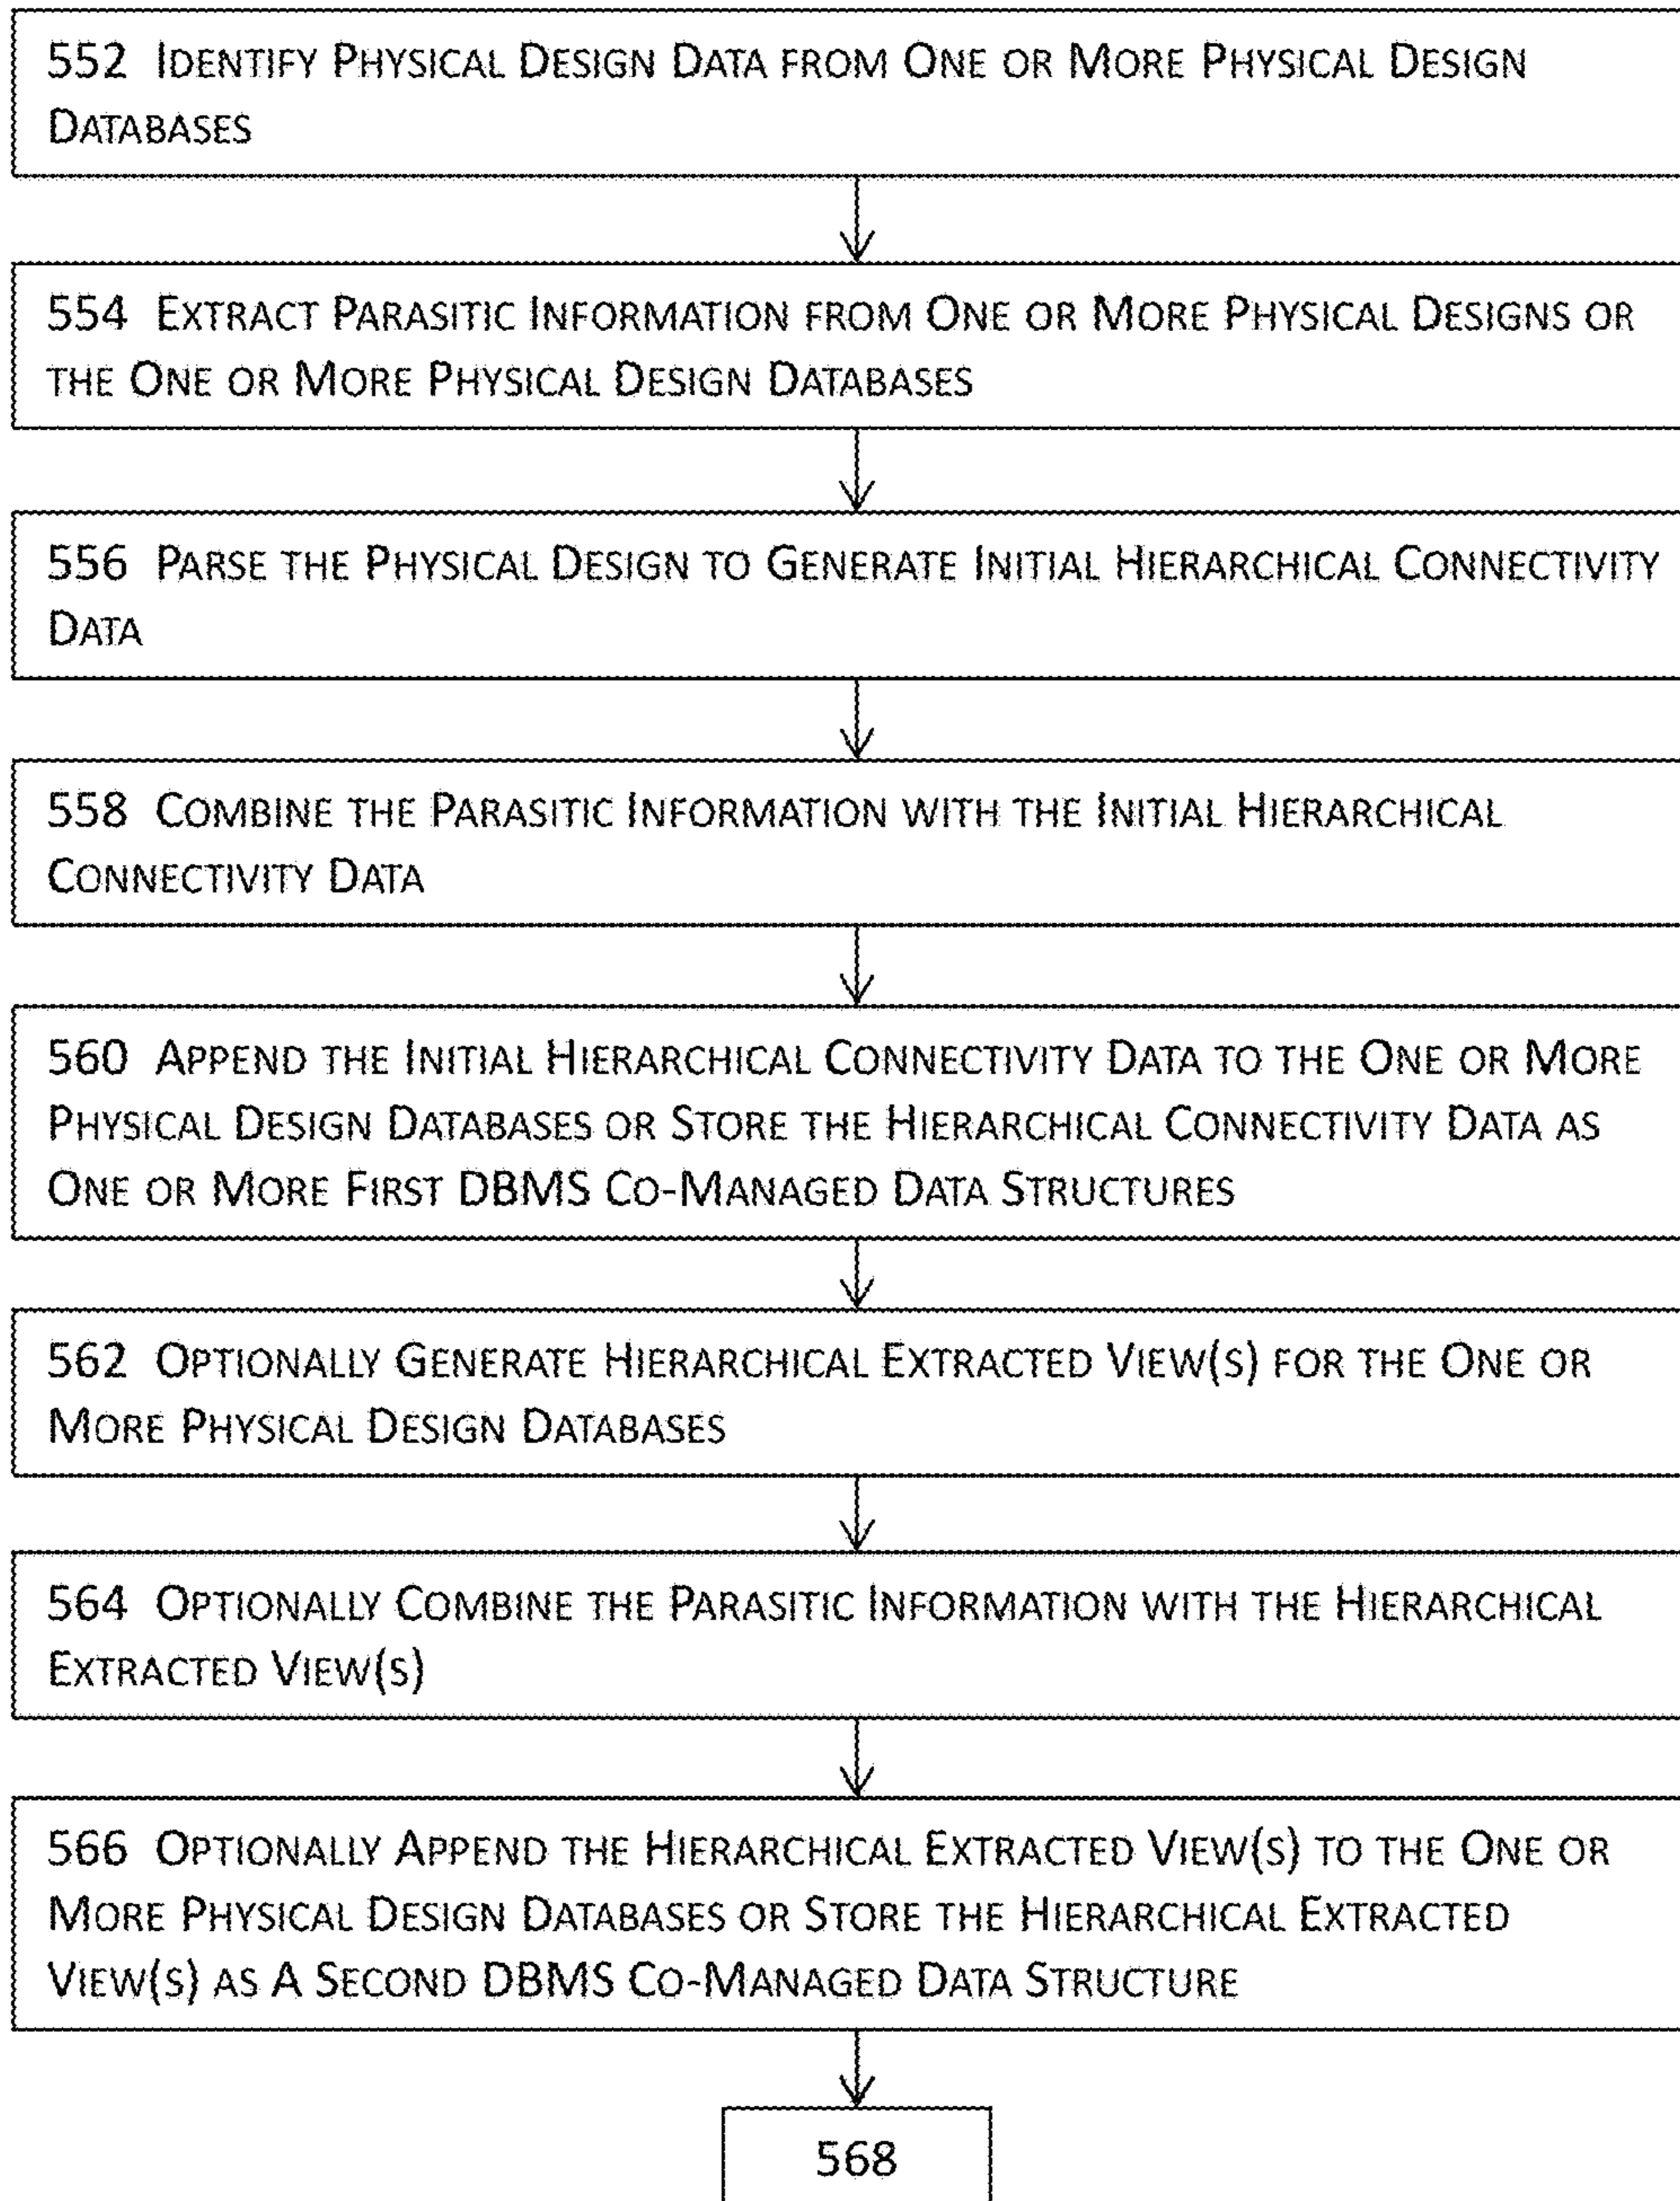 552 Identify Physical Design Data from One or More Physical Design
Databases
554 Extract Parasitic Information from One or More Physical Designs or
the One or More Physical Design Databases
556 Parse the Physical Design to Generate Initial Hierarchical Connectivity
Data
558 Combine the Parasitic Information with the Initial Hierarchical
Connectivity Data
560 Append the Initial Hierarchical Connectivity Data to the One or More
Physical Design Databases or Store the Hierarchical Connectivity Data as
One or More First DBMS Co-Managed Data Structures
562 Optionally Generate Hierarchical Extracted View(s) for the One or
More Physical Design Databases
564 Optionally Combine the Parasitic Information with the Hierarchical
Extracted View(s)
566 Optionally Append the Hierarchical Extracted View(s) to the One or
More Physical Design Databases or Store the Hierarchical Extracted
View(s) as A Second DBMS Co-Managed Data Structure
568